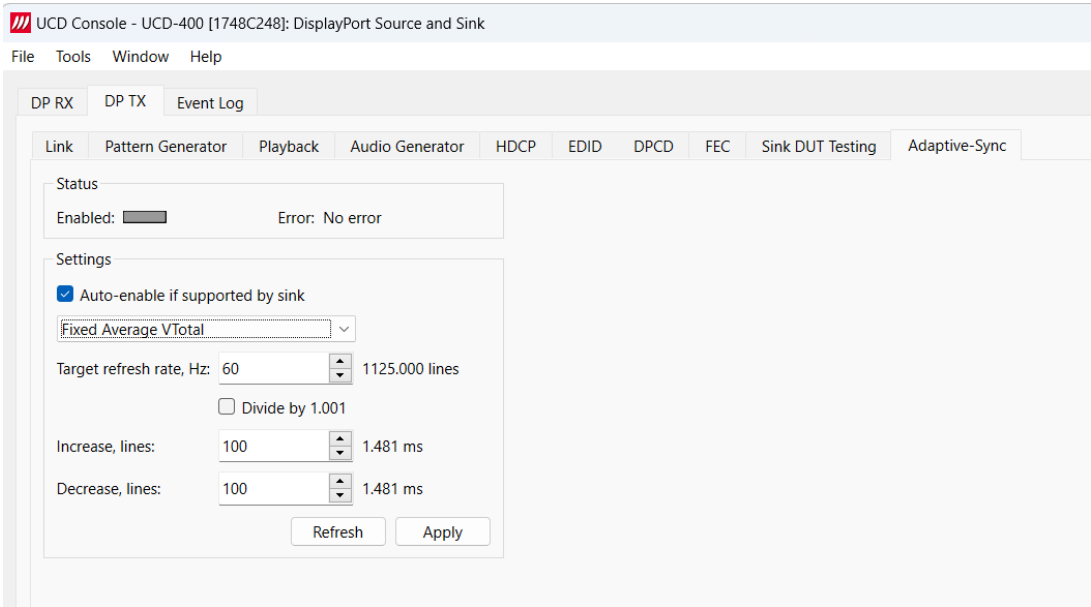 UCD Console - UCD-400 [1748C248]: DisplayPort Source and Sink
File Tools Window Help
DP RX DP TX Event Log
Link Pattern Generator Playback Audio Generator HDCP EDID DPCD FEC Sink DUT Testing Adaptive-Sync
Status
Enabled: Error: No error
Settings
Auto-enable if supported by sink
Fixed Average VTotal
Target refresh rate, Hz: 60 1125.000 lines
Divide by 1.001
Increase, lines: 100 1.481 ms
Decrease, lines: 100 1.481 ms
Refresh Apply